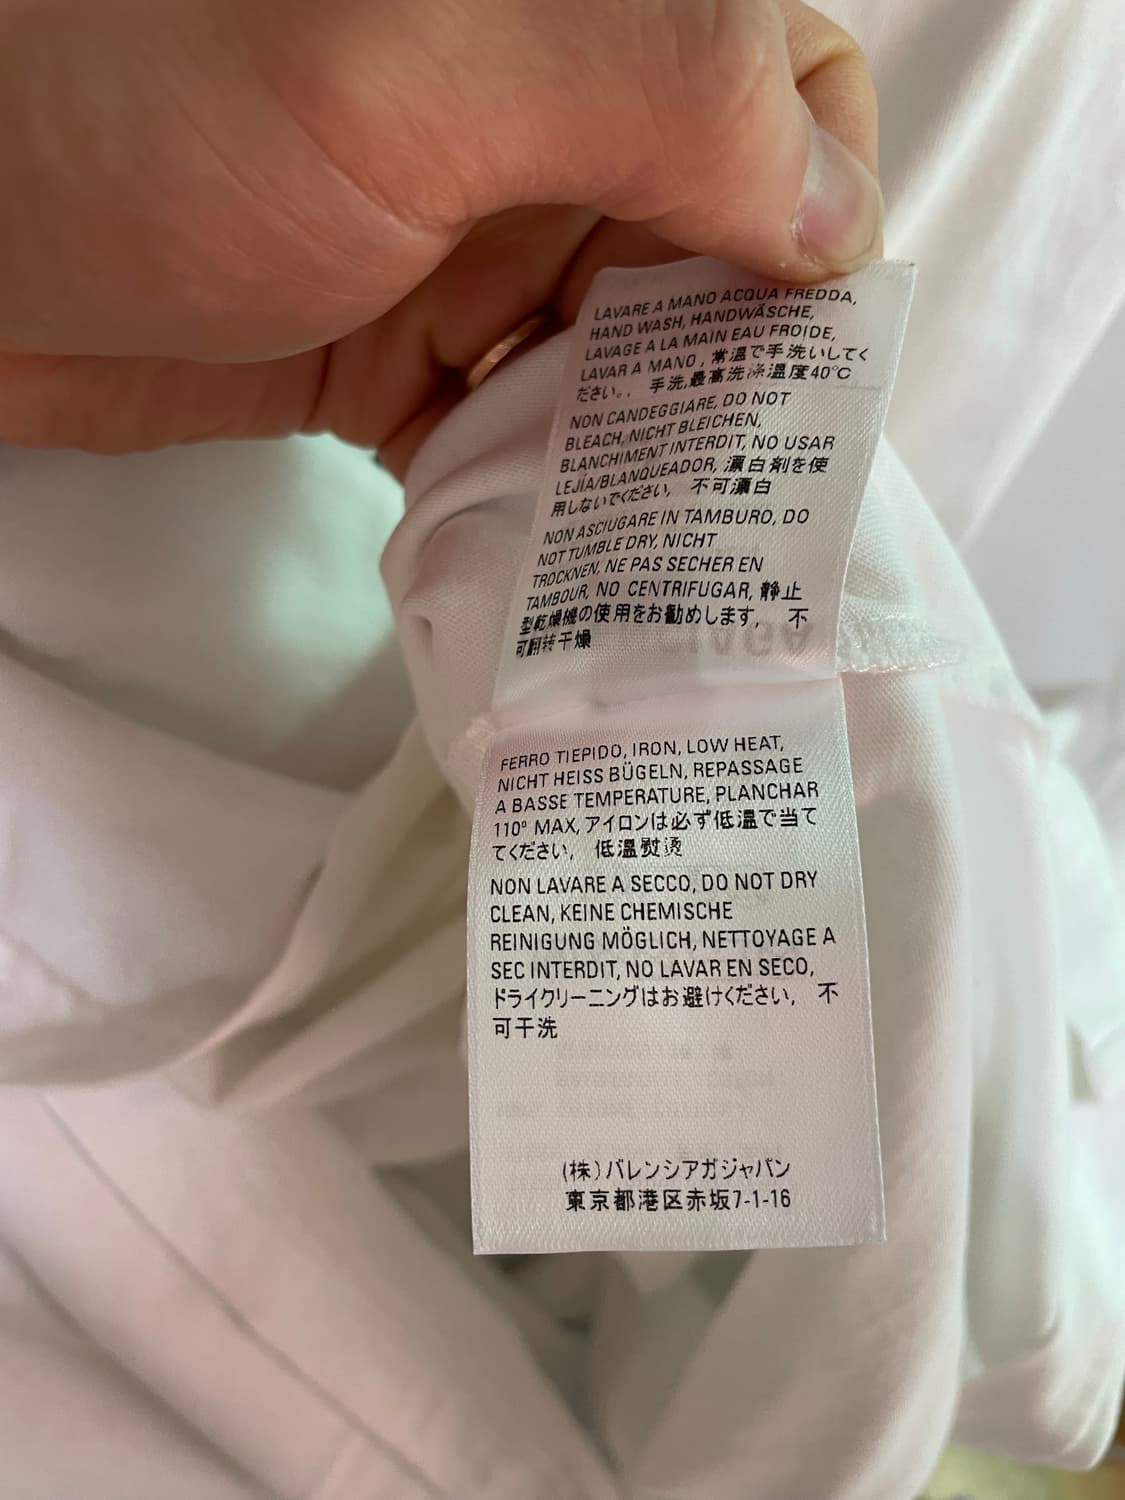 LAVARE A MANO ACQUA FREDDA,
HAND WASH, HANDWÄSCHE,
LAVAGE A LA MAIN EAU FROIDE,
LAVAR A MANO , 常温で手洗いしてく
ださい。. 手洗,最高洗涤温度40°C
NON CANDEGGIARE, DO NOT
BLEACH, NICHT BLEICHEN,
BLANCHIMENT INTERDIT, NO USAR
LEJÍA/BLANQUEADOR, 漂白剤を使
用しないでください, 不可漂白
NON ASCIUGARE IN TAMBURO, DO
NOT TUMBLE DRY, NICHT
TROCKNEN, NE PAS SECHER EN
TAMBOUR, NO CENTRIFUGAR, 静止
型乾燥機の使用をお勧めします, 不
可翻转干燥
FERRO TIEPIDO, IRON, LOW HEAT,
NICHT HEISS BÜGELN, REPASSAGE
A BASSE TEMPERATURE, PLANCHAR
110º MAX, アイロンは必ず低温で当て
てください, 低温熨烫
NON LAVARE A SECCO, DO NOT DRY
CLEAN, KEINE CHEMISCHE
REINIGUNG MÖGLICH, NETTOYAGE A
SEC INTERDIT, NO LAVAR EN SECO,
ドライクリーニングはお避けください, 不
可干洗
(株)バレンシアガジャパン
東京都港区赤坂7-1-16